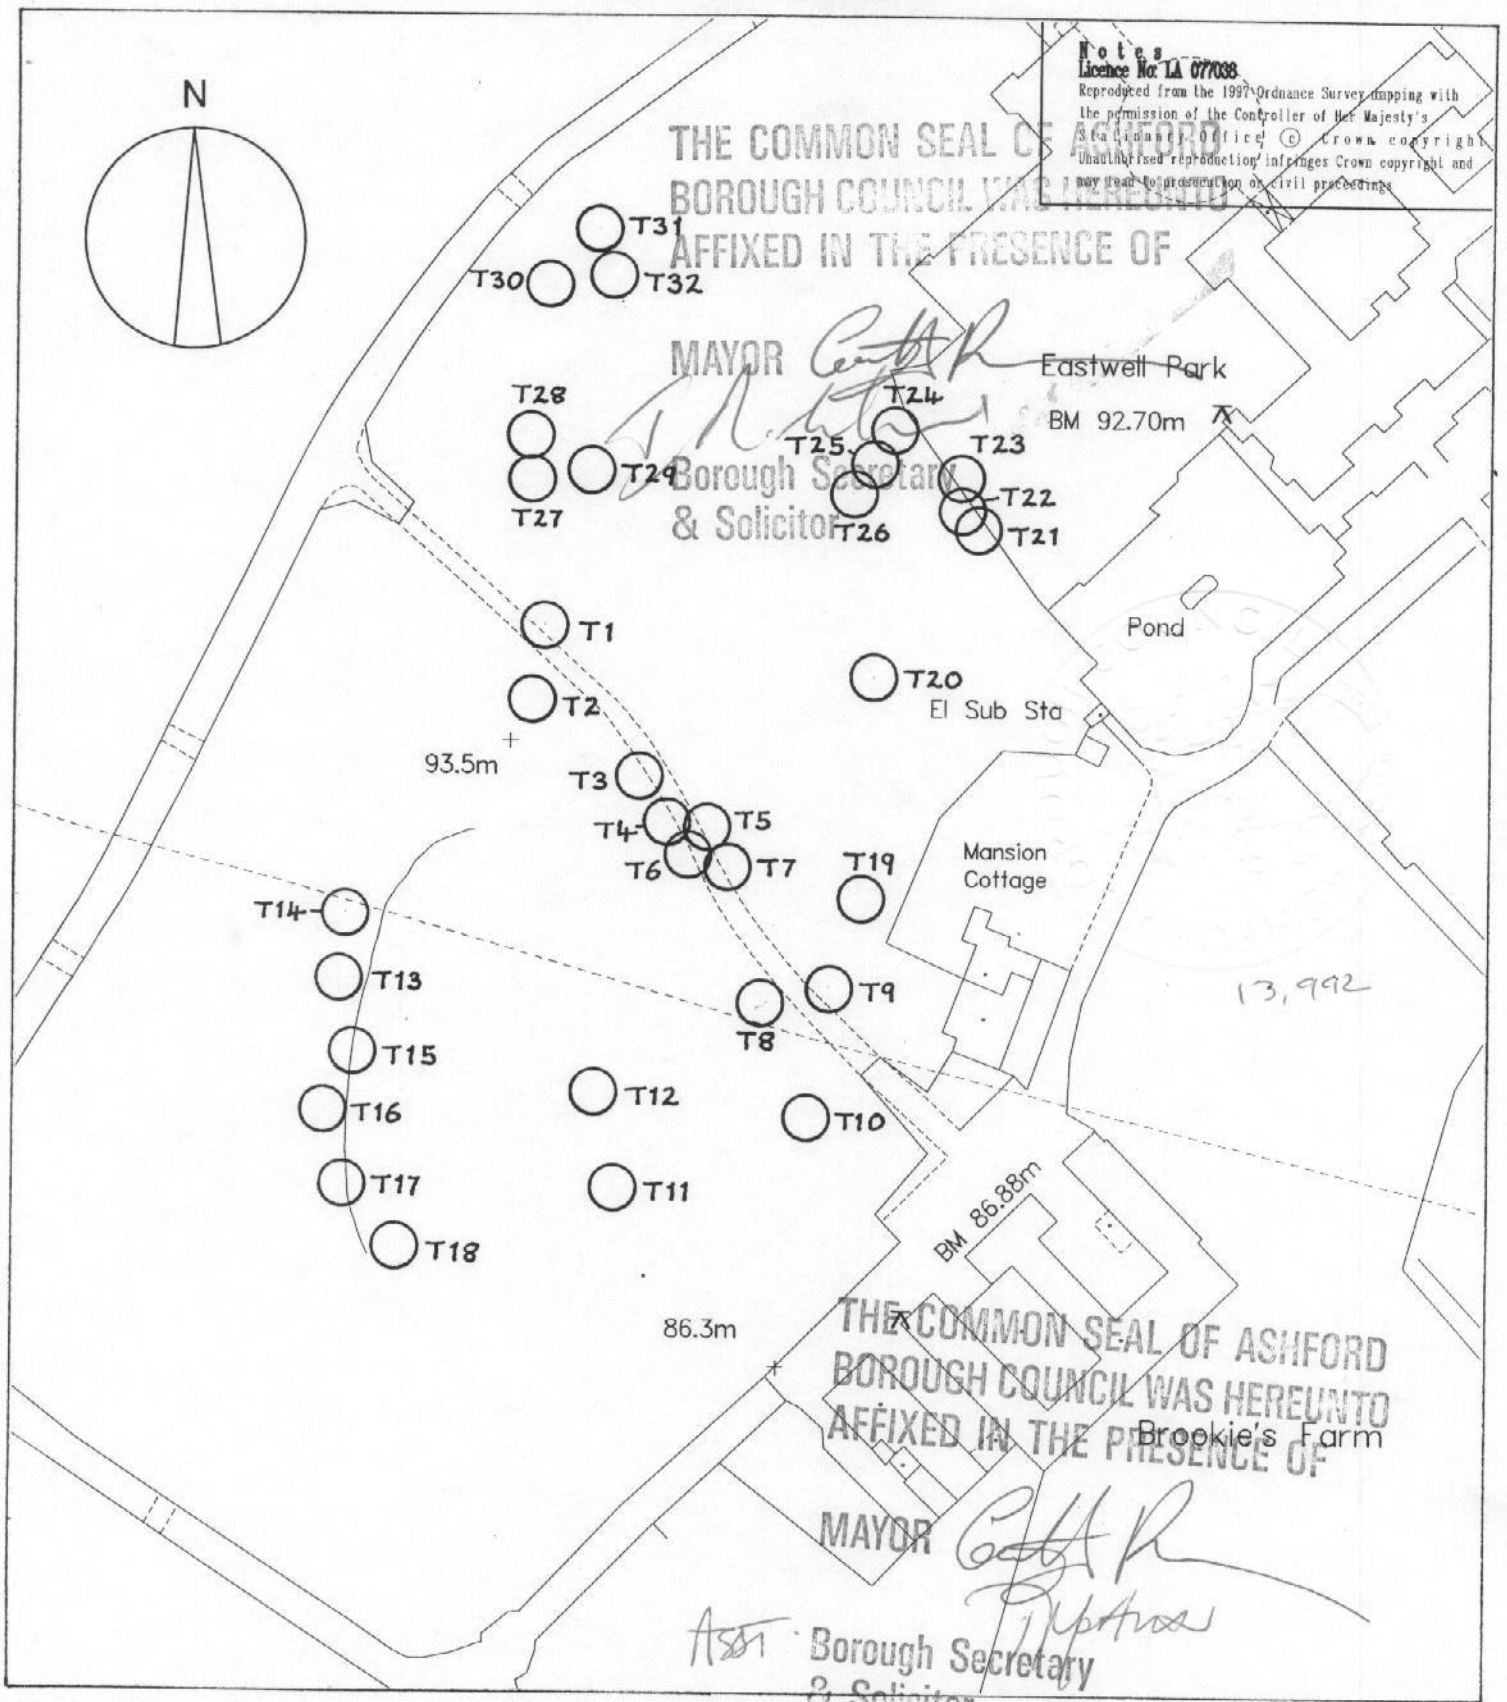 N
Notes
Licence No: LA 077038
Reproduced from the 1997 Ordnance Survey mapping with
the permission of the Controller of Her Majesty's
Stationary Office © Crown copyright
Unauthorised reproduction infringes Crown copyright and
may lead to prosecution or civil proceedings
THE COMMON SEAL OF ASHFORD
BOROUGH COUNCIL WAS HEREUNTO
AFFIXED IN THE PRESENCE OF
MAYOR
Borough Secretary
& Solicitor
T31
T30
T32
Eastwell Park
BM 92.70m
T28
T29
T27
T24
T25
T23
T22
T26
T21
T1
Pond
T2
T20
El Sub Sta
93.5m
T3
T4
T5
T6
T7
T19
Mansion
Cottage
T14
T13
T9
13,992
T8
T15
T12
T16
T10
T17
T11
T18
BM 86.88m
86.3m
THE COMMON SEAL OF ASHFORD
BOROUGH COUNCIL WAS HEREUNTO
AFFIXED IN THE PRESENCE OF
Brookie's Farm
MAYOR
Asst Borough Secretary
& Solicitor